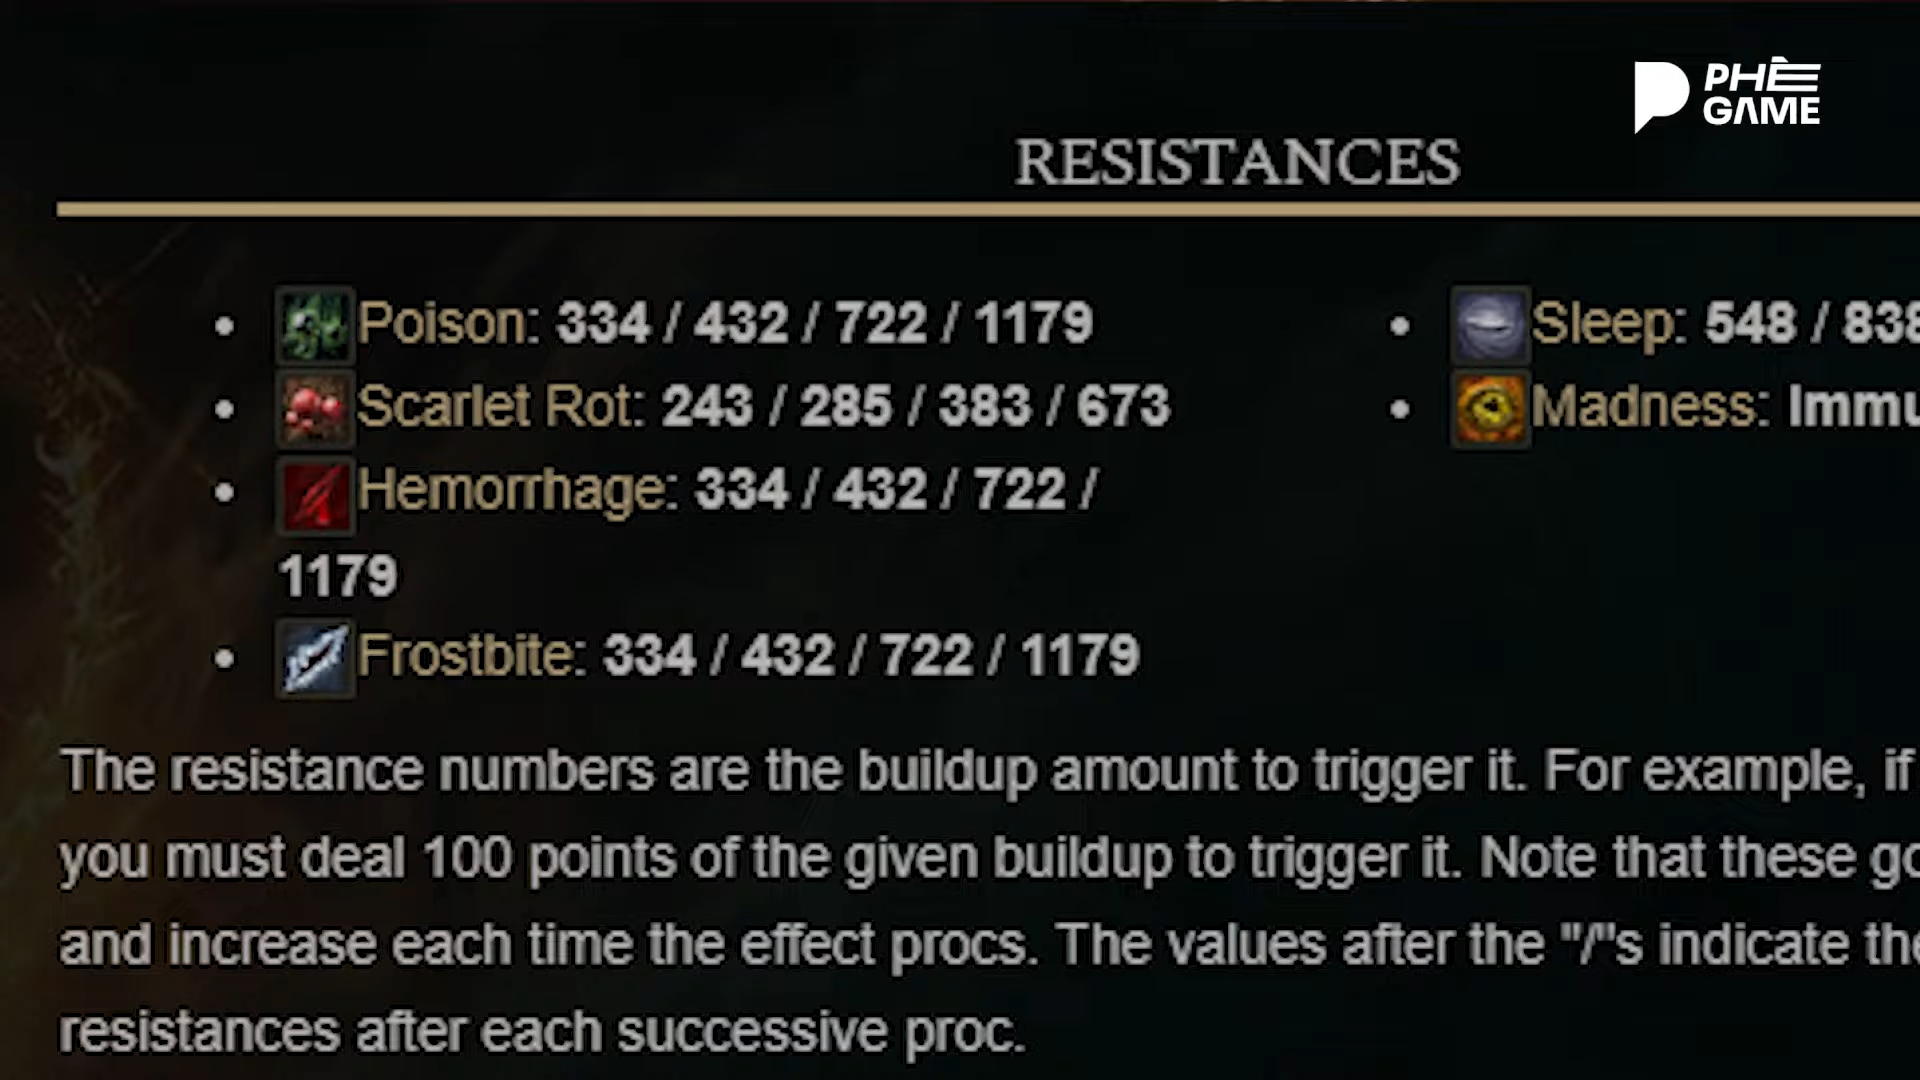 PHÊ
GAME
RESISTANCES
Poison: 334 / 432 / 722 / 1179
Scarlet Rot: 243 / 285 / 383 / 673
Hemorrhage: 334 / 432 / 722 /
1179
Frostbite: 334 / 432 / 722 / 1179
Sleep: 548 / 838
Madness: Immu
The resistance numbers are the buildup amount to trigger it. For example, if
you must deal 100 points of the given buildup to trigger it. Note that these go
and increase each time the effect procs. The values after the "/"s indicate the
resistances after each successive proc.